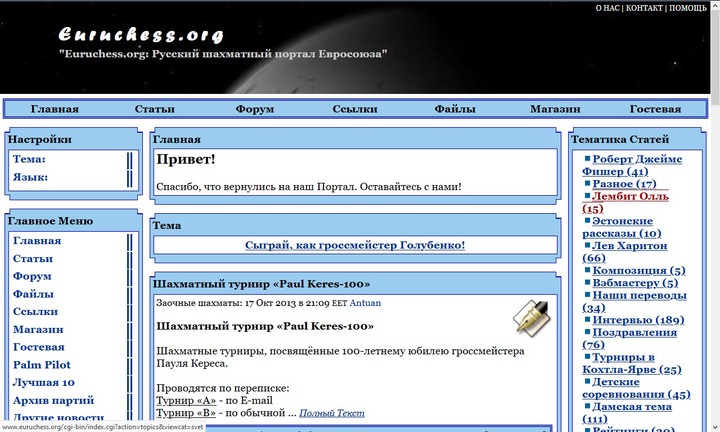 О НАС | КОНТАКТ | ПОМОЩЬ
Euruchess.org
"Euruchess.org: Русский шахматный портал Евросоюза"
Главная Статьи Форум Ссылки Файлы Магазин Гостевая
Настройки
Тема:
Язык:
Главное Меню
Главная
Статьи
Форум
Файлы
Ссылки
Магазин
Гостевая
Palm Pilot
Лучшая 10
Архив партий
Другие новости
Главная
Привет!
Спасибо, что вернулись на наш Портал. Оставайтесь с нами!
Тема
Сыграй, как гроссмейстер Голубенко!
Шахматный турнир «Paul Keres-100»
Заочные шахматы: 17 Окт 2013 в 21:09 EET Antuan
Шахматный турнир «Paul Keres-100»
Шахматные турниры, посвящённые 100-летнему юбилею гроссмейстера
Пауля Кереса.
Проводятся по переписке:
Турнир «А» - по E-mail
Турнир «В» - по обычной ... Полный Текст
Тематика Статей
Роберт Джеймс
Фишер (41)
Разное (17)
Лембит Олль
(15)
Эстонские
рассказы (10)
Лев Харитон
(66)
Композиция (5)
Вэбмастеру (5)
Наши переводы
(34)
Интервью (189)
Поздравления
(76)
Турниры в
Кохтла-Ярве (25)
Детские
соревнования (45)
Дамская тема
(111)
Рейтинги
www.euruchess.org/cgi-bin/index.cgi?action=topics&viewcat=svet